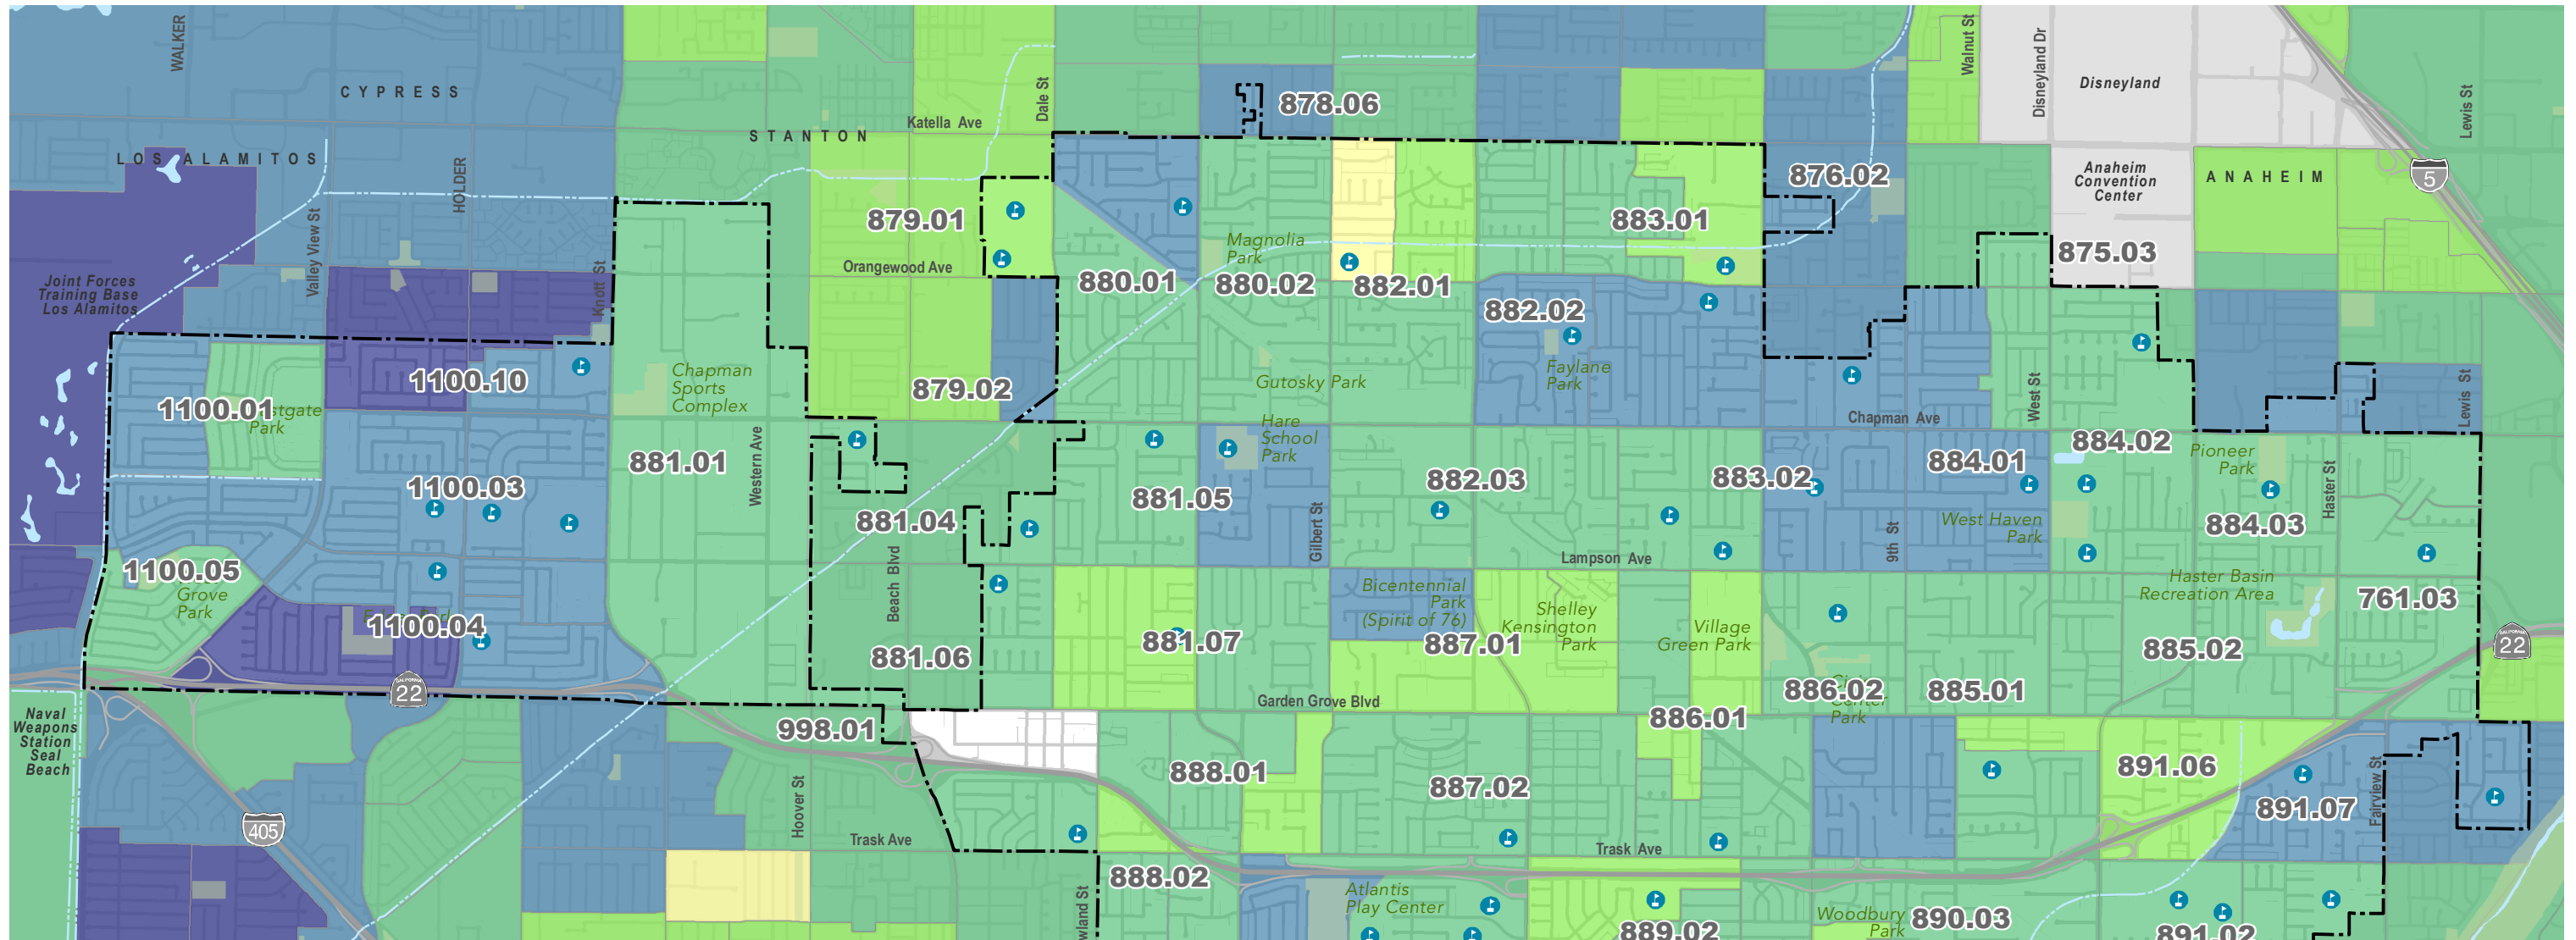 WALKER
CYPRESS
LOS ALAMITOS
HOLDER
Valley View St
Knott St
Joint Forces
Training Base
Los Alamitos
STANTON
Katella Ave
Dale St
878.06
Walnut St
Disneyland Dr
Disneyland
Lewis St
876.02
Anaheim
Convention
Center
ANAHEIM
5
879.01
Orangewood Ave
Magnolia
Park
883.01
875.03
880.01
880.02
882.01
882.02
Chapman
Sports
Complex
879.02
Gutosky Park
Faylane
Park
West St
Lewis St
1100.10
1100.01
stgate
Park
Chapman Ave
Hare
School
Park
884.02
Pioneer
Park
Western Ave
881.01
1100.03
881.05
882.03
883.02
884.01
Haster St
881.04
Gilbert St
West Haven
Park
884.03
9th St
Beach Blvd
Lampson Ave
1100.05
Grove
Park
1100.04
Bicentennial
Park
(Spirit of 76)
Shelley
Kensington
Park
Village
Green Park
Haster Basin
Recreation Area
761.03
881.06
881.07
887.01
885.02
22
22
886.02
Park
885.01
Garden Grove Blvd
Naval
Weapons
Station
Seal
Beach
998.01
886.01
888.01
887.02
891.06
Hoover St
891.07
Fairview St
405
Trask Ave
Trask Ave
888.02
Atlantis
Play Center
Woodbury
Park
890.03
889.02
891.02